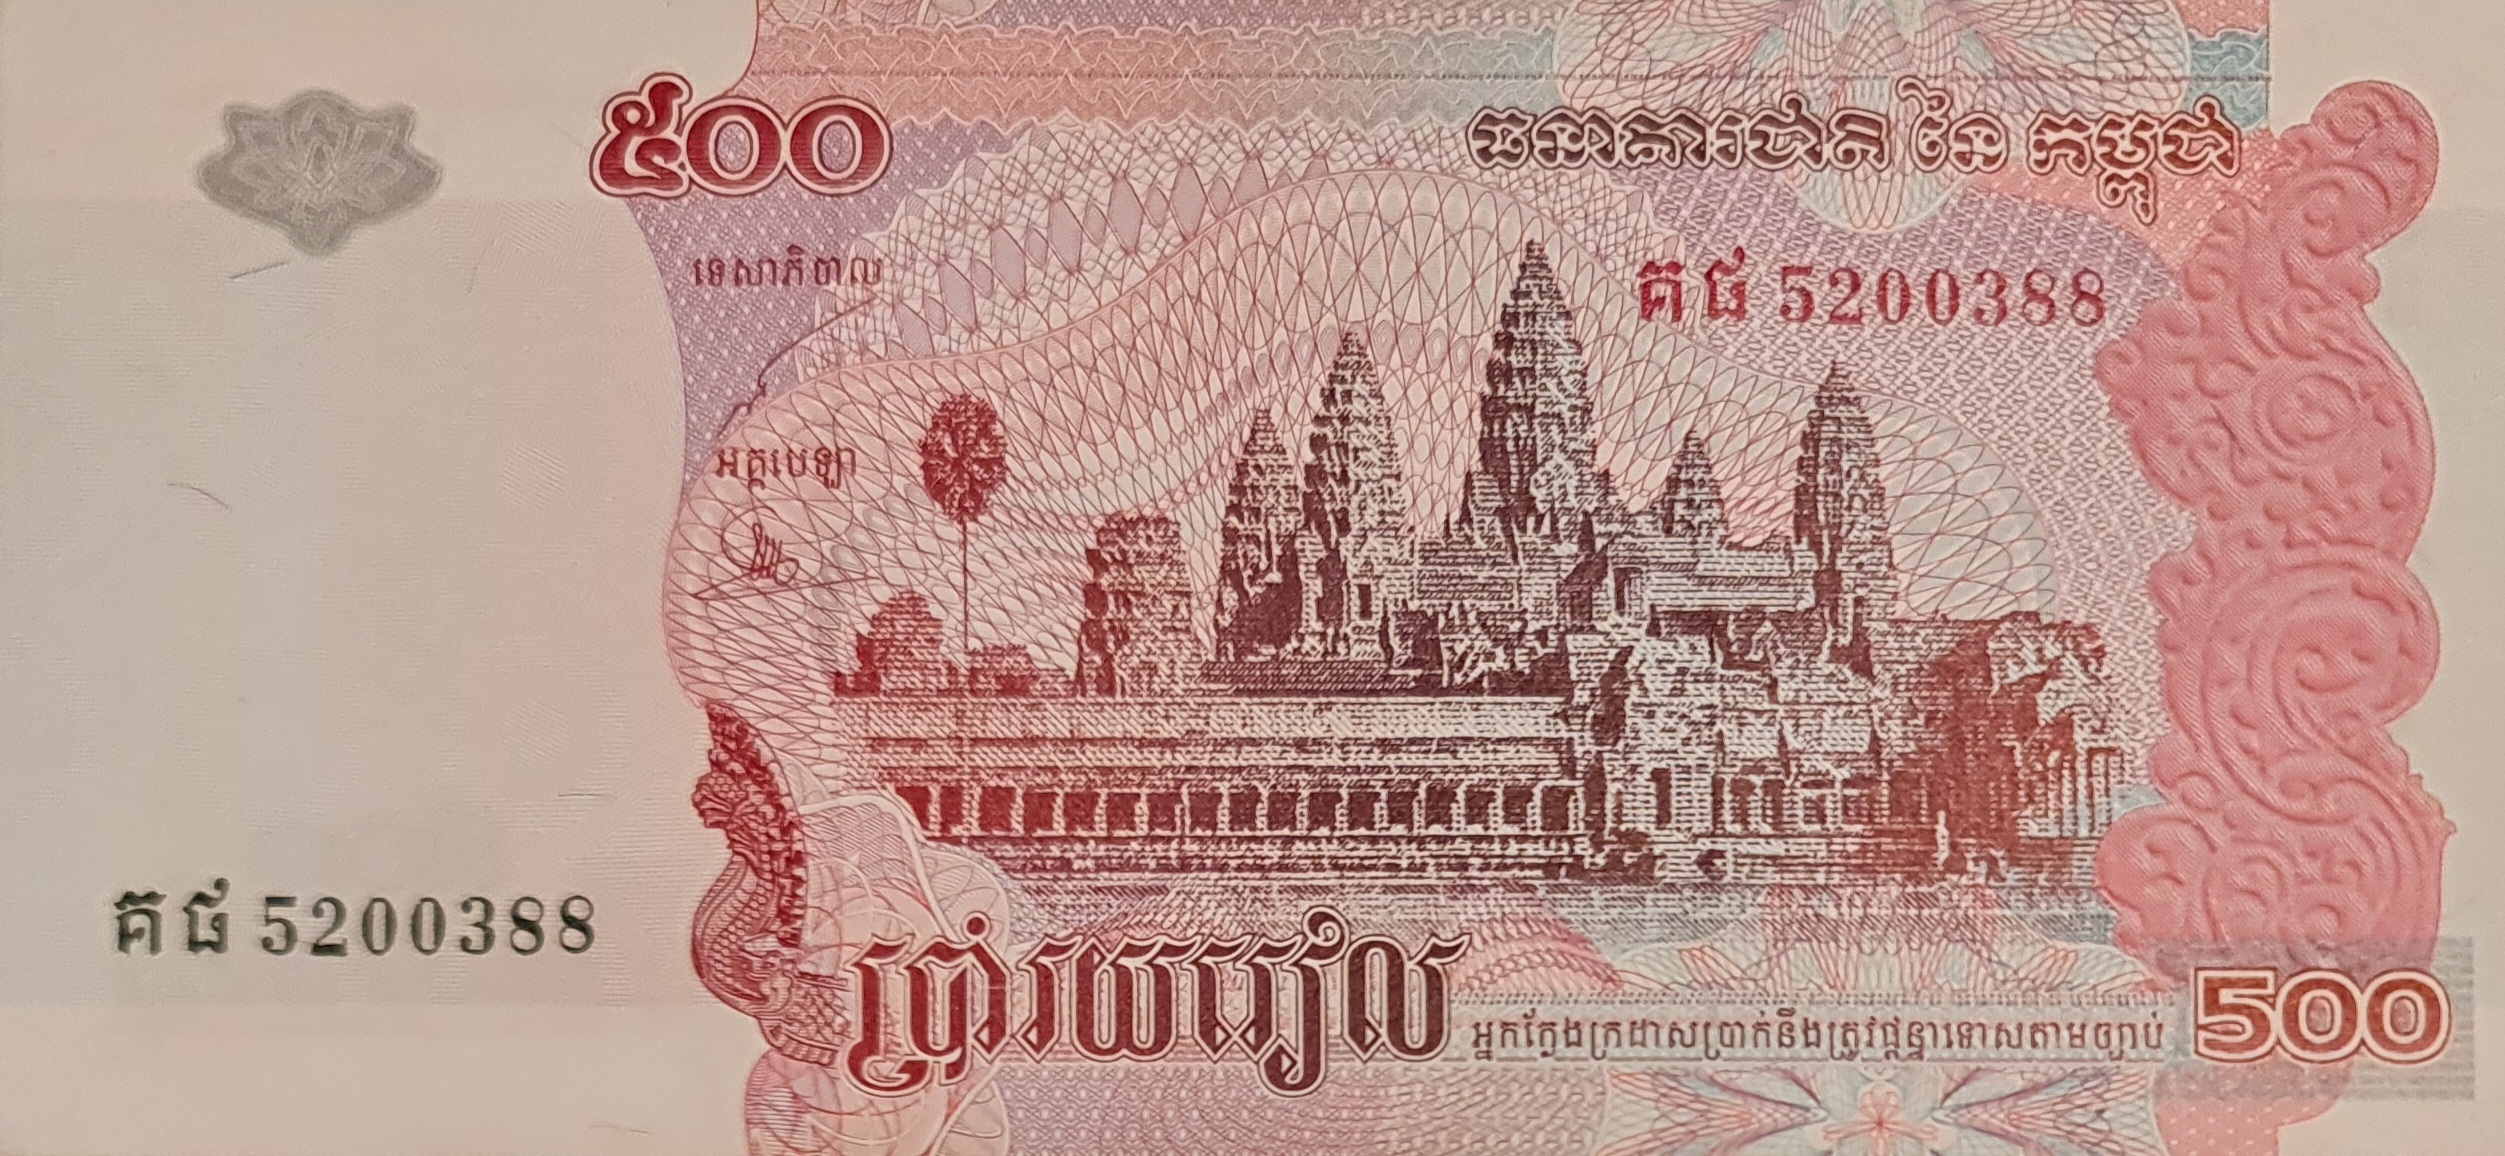 ៥០០
ធនាគារជាតិ នៃ កម្ពុជា
ទេសាភិបាល
គ ផ 5200388
អគ្គបេឡា
គ ផ 5200388
ប្រាំរយរៀល
អ្នកក្លែងក្រដាសប្រាក់នឹងត្រូវផ្ដន្ទាទោសតាមច្បាប់
500